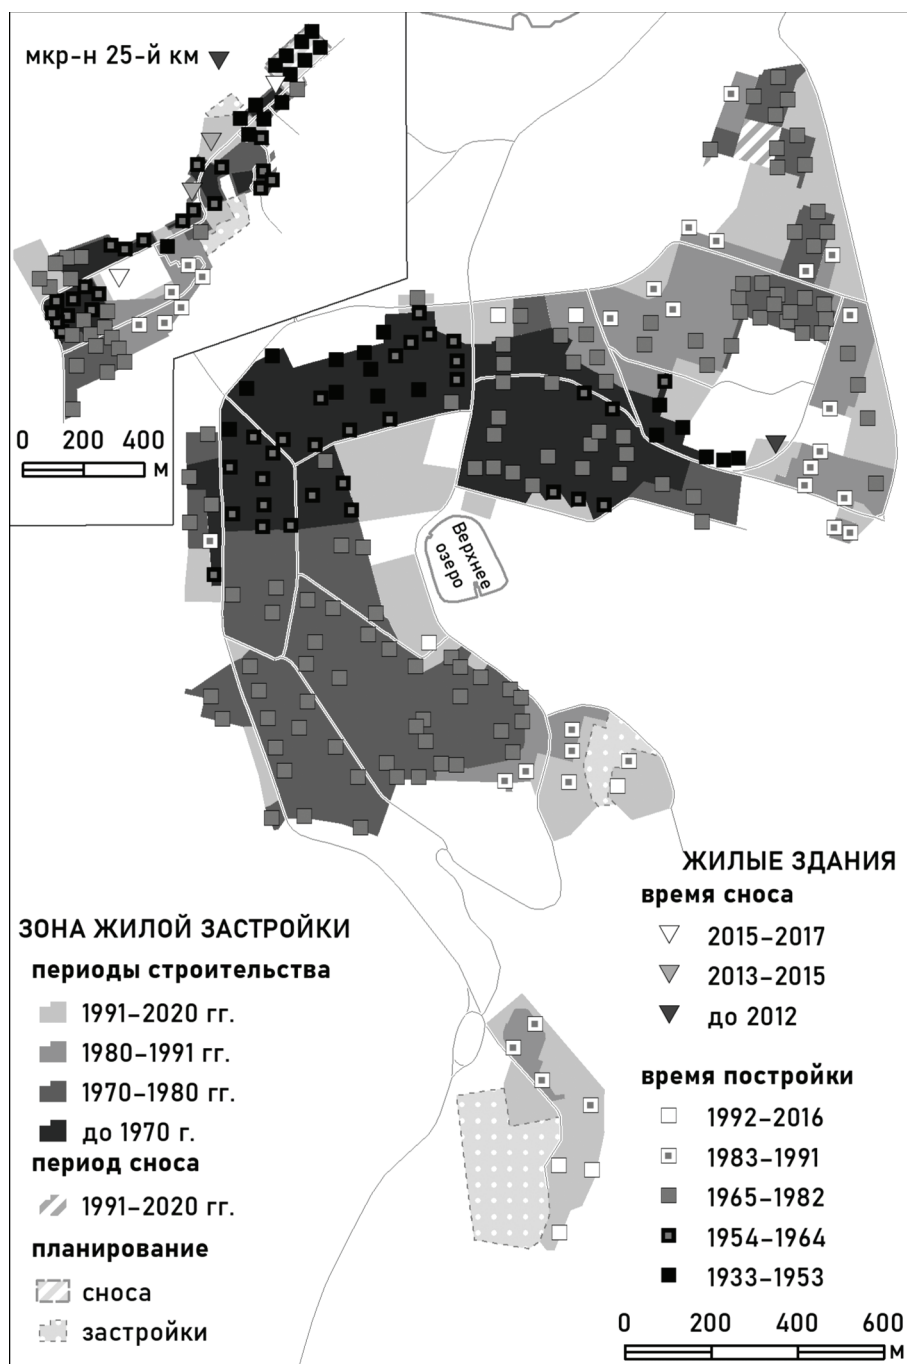 мкр-н 25-й км
0 200 400
м
Верхнее
озеро
ЖИЛЫЕ ЗДАНИЯ
время сноса
2015–2017
2013–2015
до 2012
время постройки
1992–2016
1983–1991
1965–1982
1954–1964
1933–1953
0 200 400 600
м
ЗОНА ЖИЛОЙ ЗАСТРОЙКИ
периоды строительства
1991–2020 гг.
1980–1991 гг.
1970–1980 гг.
до 1970 г.
период сноса
1991–2020 гг.
планирование
сноса
застройки